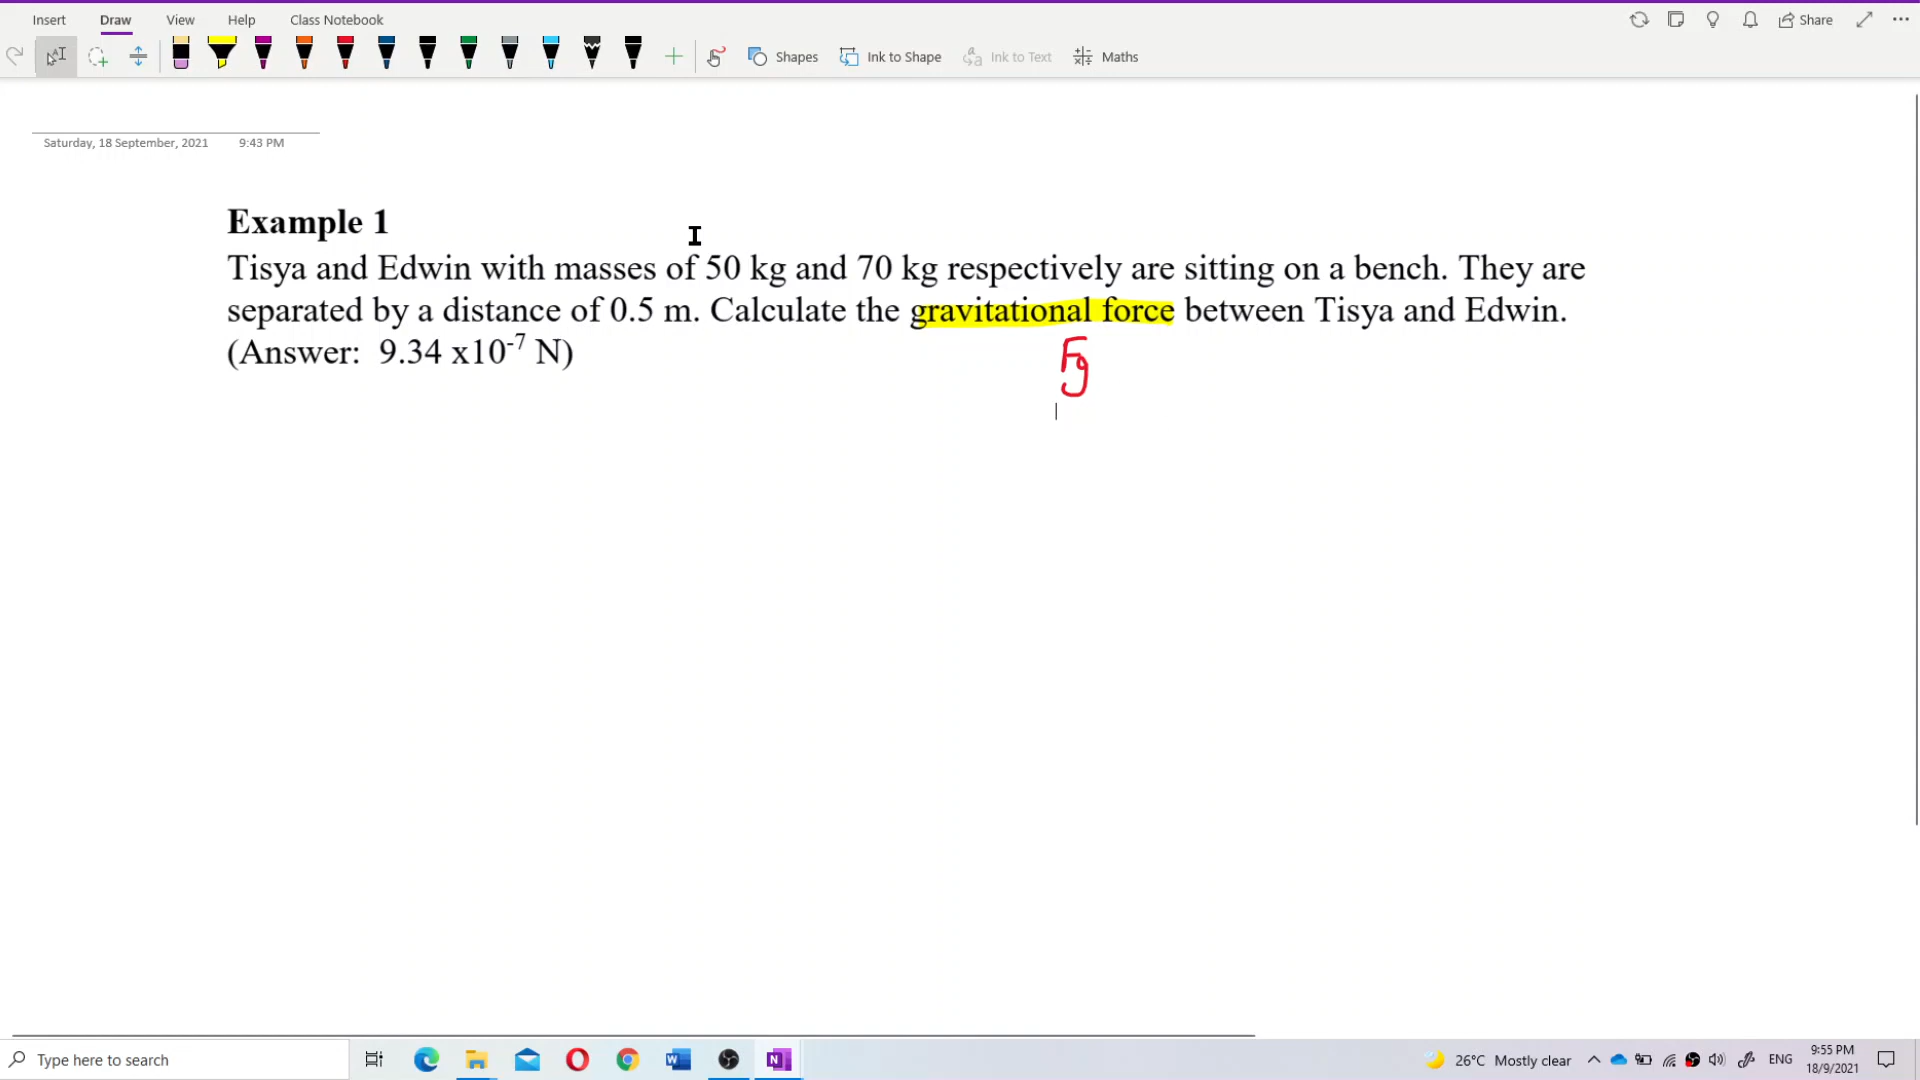 Insert Draw View Help Class Notebook Share
Shapes Ink to Shape Ink to Text Maths
Saturday, 18 September, 2021 9:43 PM
Example 1
Tisya and Edwin with masses of 50 kg and 70 kg respectively are sitting on a bench. They are
separated by a distance of 0.5 m. Calculate the gravitational force between Tisya and Edwin.
(Answer: 9.34 x10⁻⁷ N)
Fg
Type here to search 26°C Mostly clear ENG 9:55 PM
18/9/2021